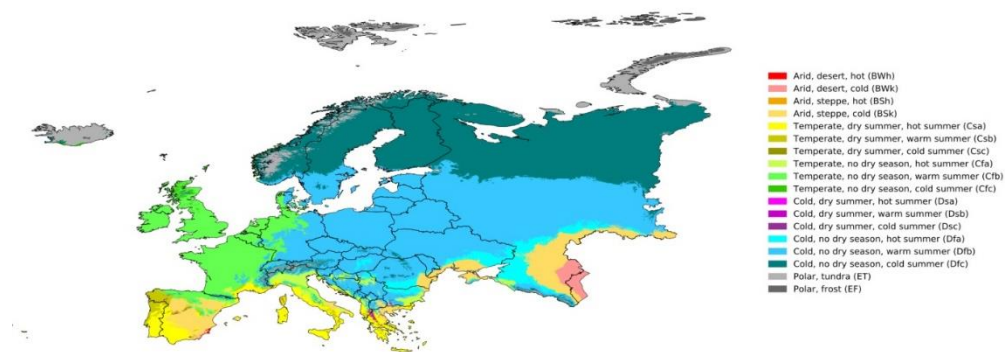 Arid, desert, hot (BWh)
Arid, desert, cold (BWk)
Arid, steppe, hot (BSh)
Arid, steppe, cold (BSk)
Temperate, dry summer, hot summer (Csa)
Temperate, dry summer, warm summer (Csb)
Temperate, dry summer, cold summer (Csc)
Temperate, no dry season, hot summer (Cfa)
Temperate, no dry season, warm summer (Cfb)
Temperate, no dry season, cold summer (Cfc)
Cold, dry summer, hot summer (Dsa)
Cold, dry summer, warm summer (Dsb)
Cold, dry summer, cold summer (Dsc)
Cold, no dry season, hot summer (Dfa)
Cold, no dry season, warm summer (Dfb)
Cold, no dry season, cold summer (Dfc)
Polar, tundra (ET)
Polar, frost (EF)